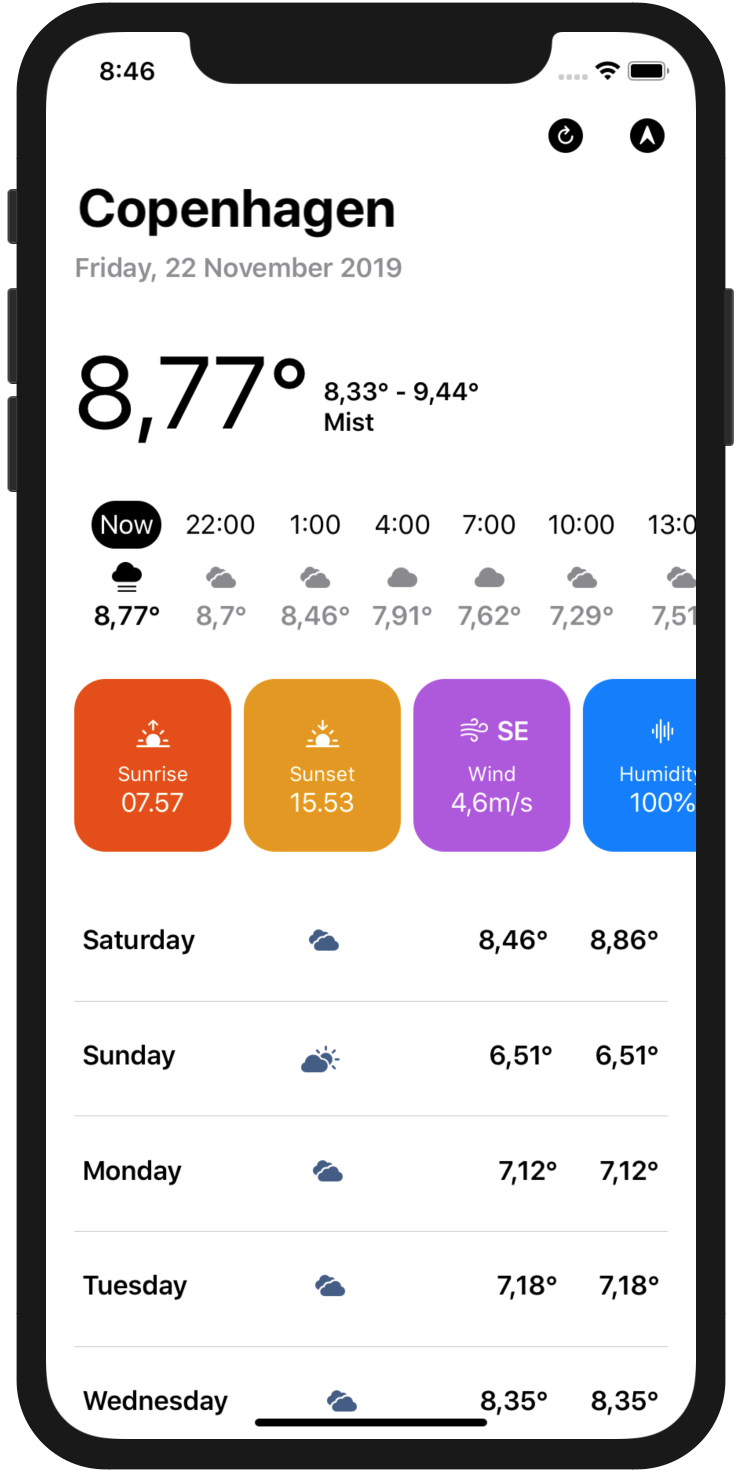 8:46
Copenhagen
Friday, 22 November 2019
8,77°
8,33° - 9,44°
Mist
Now 22:00 1:00 4:00 7:00 10:00 13:0
8,77° 8,7° 8,46° 7,91° 7,62° 7,29° 7,51
SE
Sunrise Sunset Wind Humidity
07.57 15.53 4,6m/s 100%
Saturday 8,46° 8,86°
Sunday 6,51° 6,51°
Monday 7,12° 7,12°
Tuesday 7,18° 7,18°
Wednesday 8,35° 8,35°